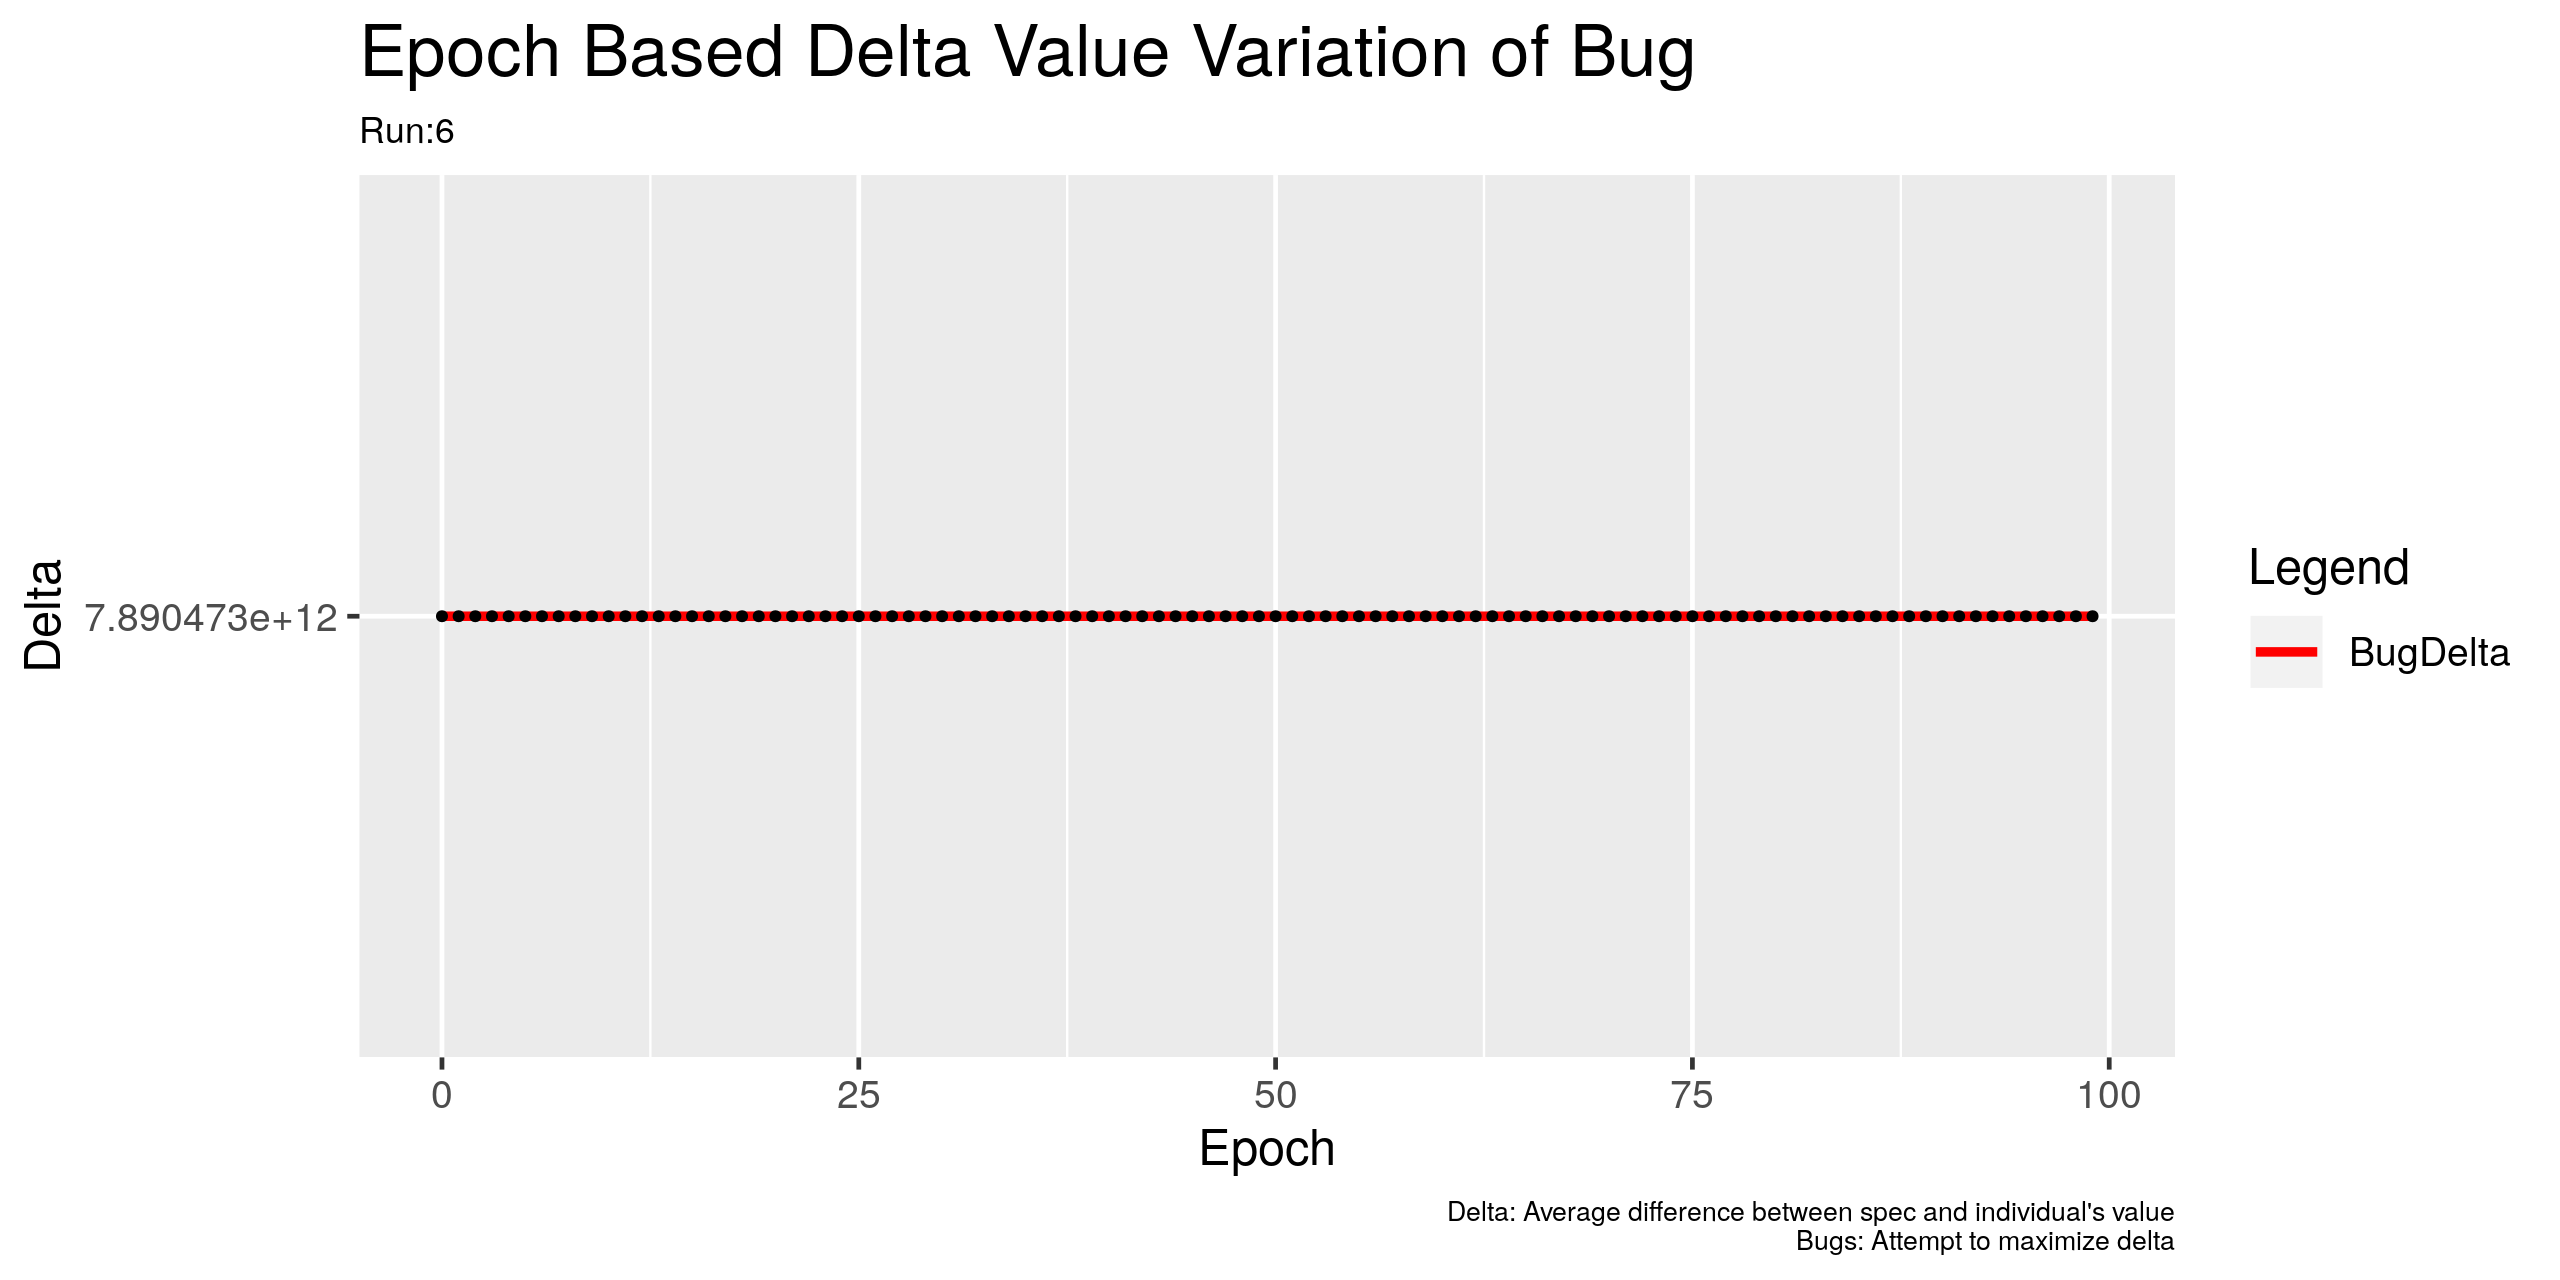 Epoch Based Delta Value Variation of Bug
Run:6
Delta
7.890473e+12
0 25 50 75 100
Epoch
Legend
BugDelta
Delta: Average difference between spec and individual's value
Bugs: Attempt to maximize delta